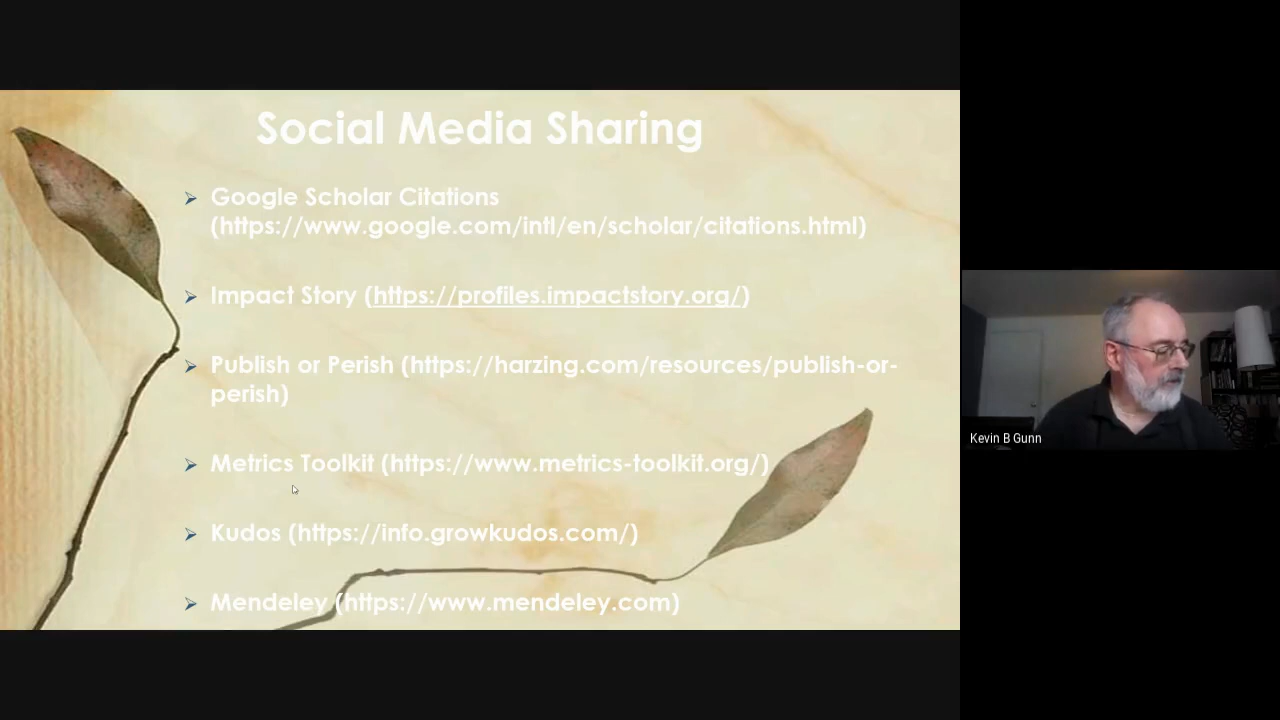 Social Media Sharing
Google Scholar Citations
(https://www.google.com/intl/en/scholar/citations.html)
Impact Story (https://profiles.impactstory.org/)
Publish or Perish (https://harzing.com/resources/publish-or-
perish)
Metrics Toolkit (https://www.metrics-toolkit.org/)
Kudos (https://info.growkudos.com/)
Mendeley (https://www.mendeley.com)
Kevin B Gunn